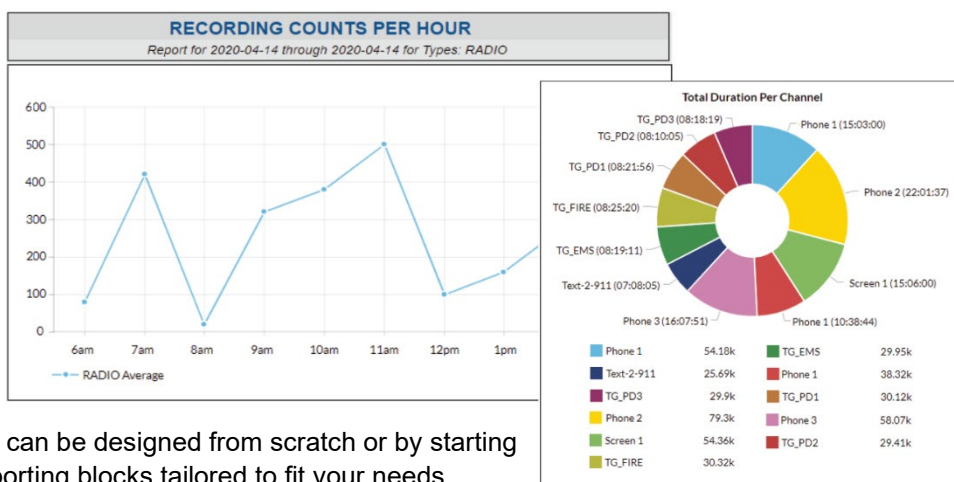 RECORDING COUNTS PER HOUR
Report for 2020-04-14 through 2020-04-14 for Types: RADIO
600
500
400
300
200
100
0
6am 7am 8am 9am 10am 11am 12pm 1pm
RADIO Average
Total Duration Per Channel
TG_PD3 (08:18:19)
Phone 1 (15:03:00)
TG_PD2 (08:10:05)
TG_PD1 (08:21:56)
Phone 2 (22:01:37)
TG_FIRE (08:25:20)
TG_EMS (08:19:11)
Screen 1 (15:06:00)
Text-2-911 (07:08:05)
Phone 3 (16:07:51)
Phone 1 (10:38:44)
Phone 1 54.18k TG_EMS 29.95k
Text-2-911 25.69k Phone 1 38.32k
TG_PD3 29.9k TG_PD1 30.12k
Phone 2 79.3k Phone 3 58.07k
Screen 1 54.36k TG_PD2 29.41k
TG_FIRE 30.32k
can be designed from scratch or by starting
porting blocks tailored to fit your needs